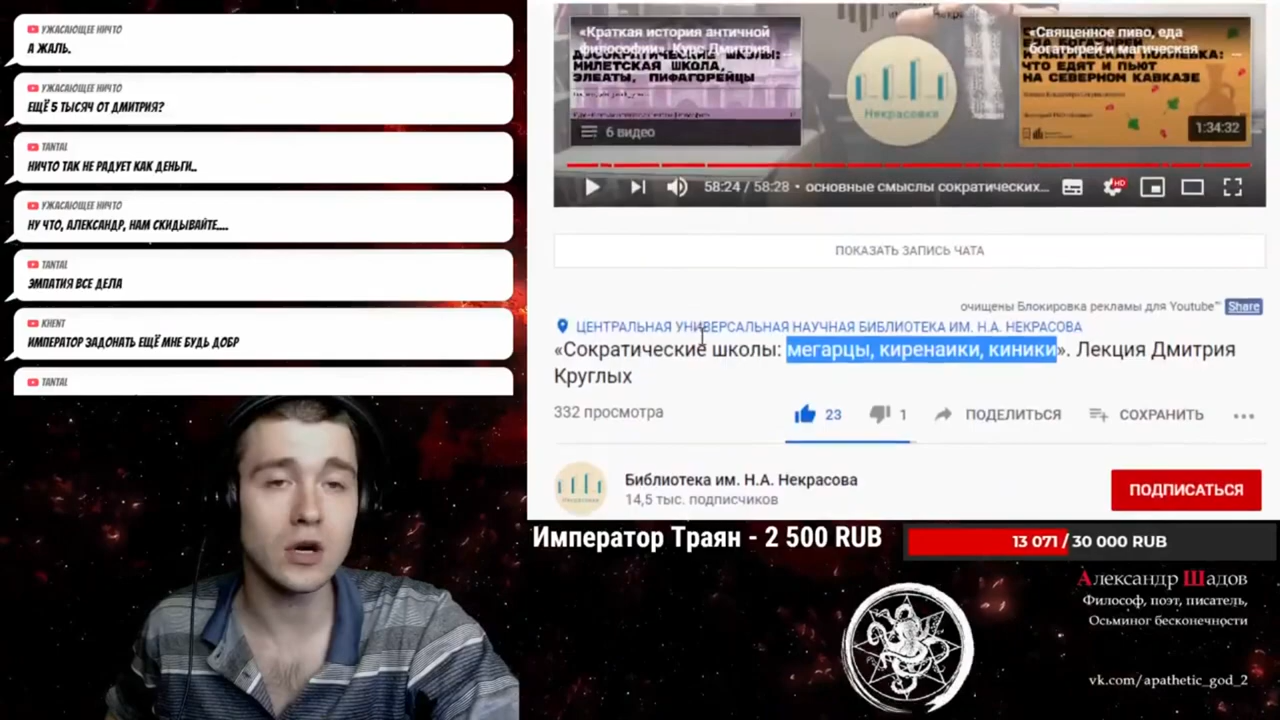 УЖАСАЮЩЕЕ НИЧТО
А ЖАЛЬ.
УЖАСАЮЩЕЕ НИЧТО
ЕЩЁ 5 ТЫСЯЧ ОТ ДМИТРИЯ?
TANTAL
НИЧТО ТАК НЕ РАДУЕТ КАК ДЕНЬГИ..
УЖАСАЮЩЕЕ НИЧТО
НУ ЧТО, АЛЕКСАНДР, НАМ СКИДЫВАЙТЕ....
TANTAL
ЭМПАТИЯ ВСЕ ДЕЛА
KHENT
ИМПЕРАТОР ЗАДОНАТЬ ЕЩЁ МНЕ БУДЬ ДОБР
TANTAL
«Краткая история античной
философии». Курс Дмитрия...
ДОСОКРАТИЧЕСКИЕ ШКОЛЫ:
МИЛЕТСКАЯ ШКОЛА,
ЭЛЕАТЫ, ПИФАГОРЕЙЦЫ
6 видео
Некрасовка
«Священное пиво, еда
богатырей и магическая
ПОХЛЕБКА:
ЧТО ЕДЯТ И ПЬЮТ
НА СЕВЕРНОМ КАВКАЗЕ
1:34:32
58:24 / 58:28 • основные смыслы сократических...
HD
ПОКАЗАТЬ ЗАПИСЬ ЧАТА
очищены Блокировка рекламы для Youtube™ Share
ЦЕНТРАЛЬНАЯ УНИВЕРСАЛЬНАЯ НАУЧНАЯ БИБЛИОТЕКА ИМ. Н.А. НЕКРАСОВА
«Сократические школы: мегарцы, киренаики, киники». Лекция Дмитрия
Круглых
332 просмотра
23
1
ПОДЕЛИТЬСЯ
СОХРАНИТЬ
Некрасовка
Библиотека им. Н.А. Некрасова
14,5 тыс. подписчиков
ПОДПИСАТЬСЯ
Император Траян - 2 500 RUB
13 071 / 30 000 RUB
Александр Шадов
Философ, поэт, писатель,
Осьминог бесконечности
vk.com/apathetic_god_2